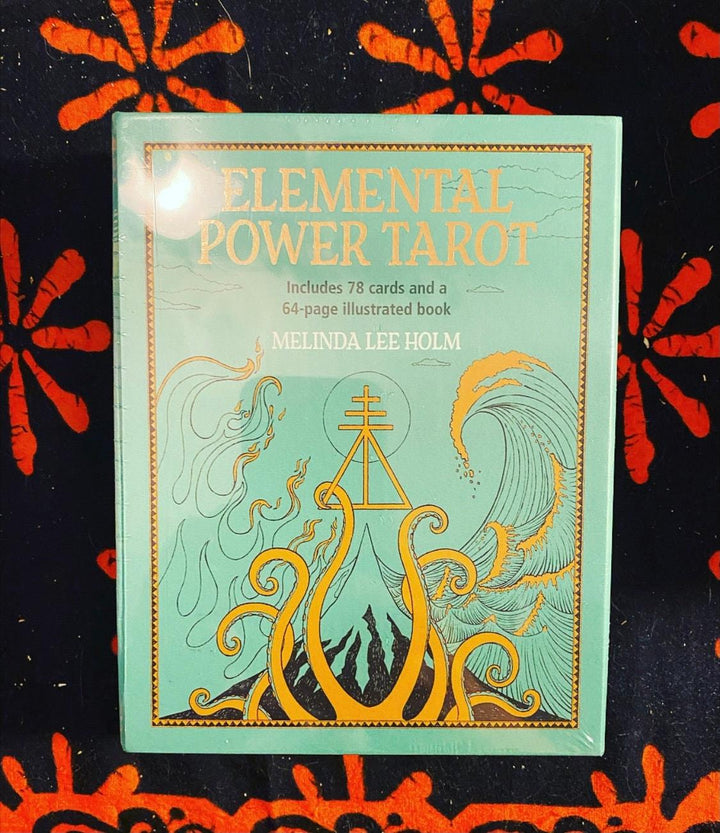 ELEMENTAL
POWER TAROT
Includes 78 cards and a
64-page illustrated book
MELINDA LEE HOLM